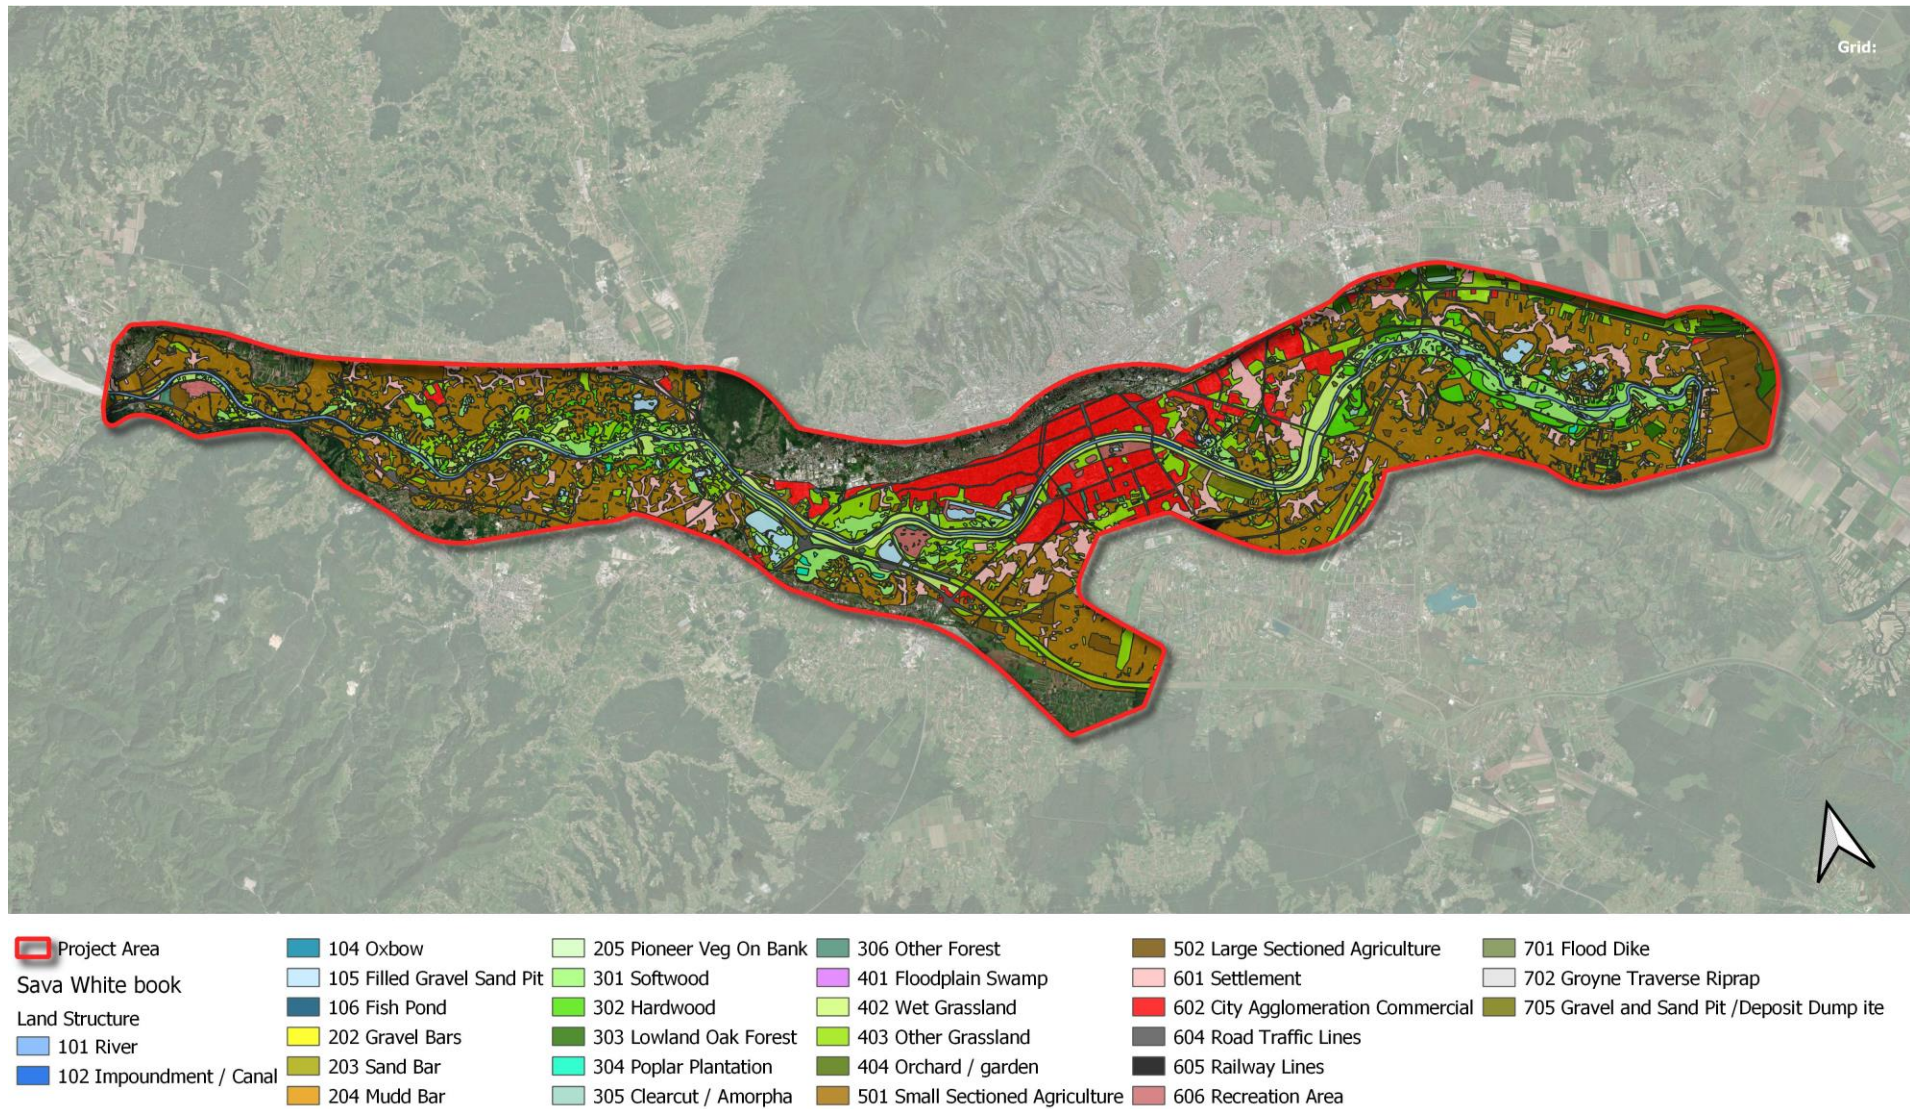 Grid:
Project Area
Sava White book
Land Structure
101 River
102 Impoundment / Canal
104 Oxbow
105 Filled Gravel Sand Pit
106 Fish Pond
202 Gravel Bars
203 Sand Bar
204 Mudd Bar
205 Pioneer Veg On Bank
301 Softwood
302 Hardwood
303 Lowland Oak Forest
304 Poplar Plantation
305 Clearcut / Amorpha
306 Other Forest
401 Floodplain Swamp
402 Wet Grassland
403 Other Grassland
404 Orchard / garden
501 Small Sectioned Agriculture
502 Large Sectioned Agriculture
601 Settlement
602 City Agglomeration Commercial
604 Road Traffic Lines
605 Railway Lines
606 Recreation Area
701 Flood Dike
702 Groyne Traverse Riprap
705 Gravel and Sand Pit /Deposit Dump ite